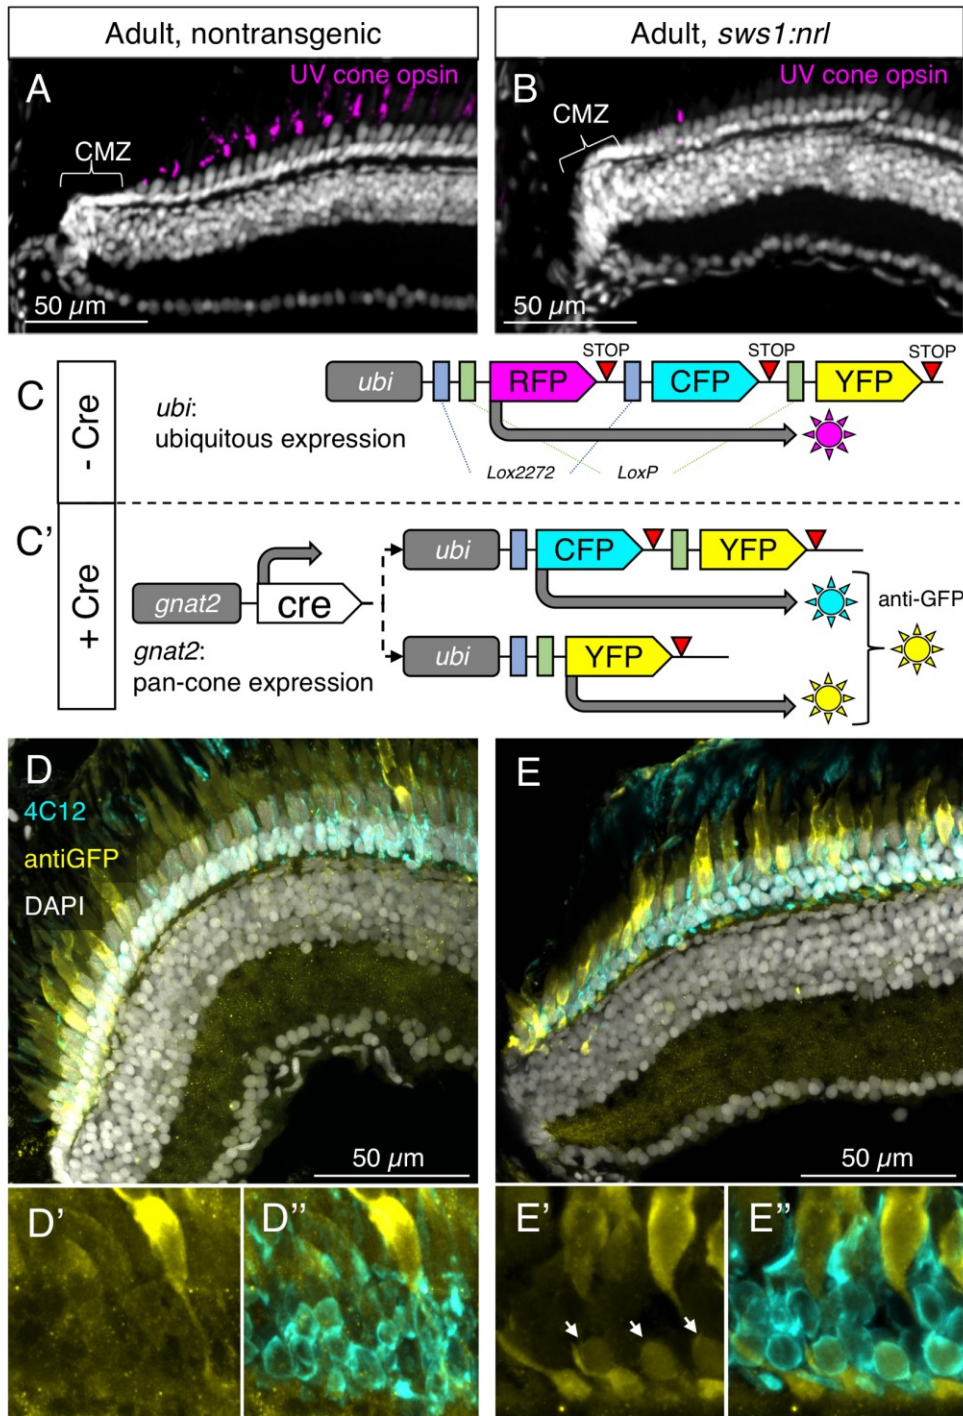 Adult, nontransgenic
Adult, sws1:nrl
A
UV cone opsin
CMZ
50 µm
B
UV cone opsin
CMZ
50 µm
C
- Cre
ubi:
ubiquitous expression
ubi
RFP
STOP
CFP
STOP
YFP
STOP
Lox2272
LoxP
C'
+ Cre
gnat2
cre
gnat2:
pan-cone expression
ubi
CFP
YFP
ubi
YFP
anti-GFP
D
4C12
antiGFP
DAPI
50 µm
E
50 µm
D'
D''
E'
E''